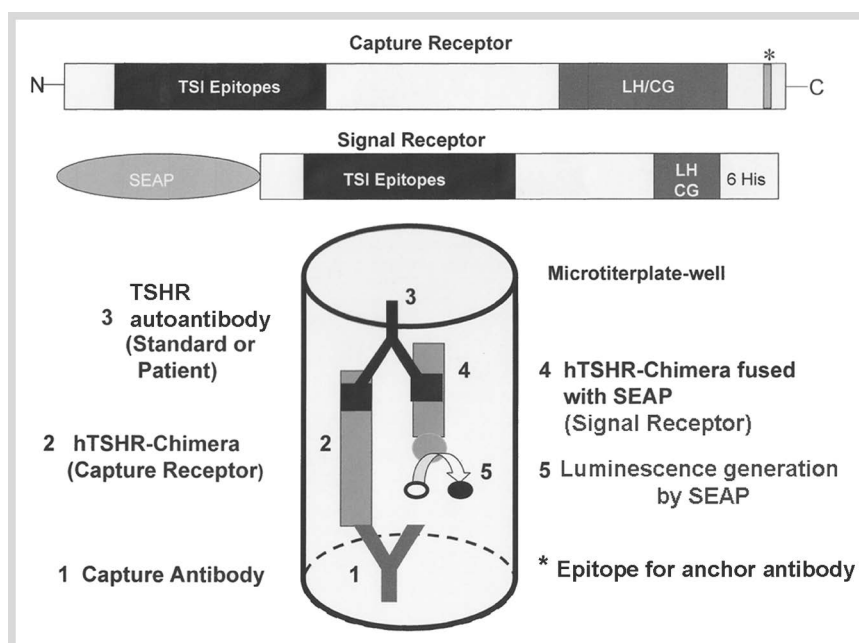 Capture Receptor
*
N
TSI Epitopes
LH/CG
C
Signal Receptor
SEAP
TSI Epitopes
LH
CG
6 His
Microtiterplate-well
3 TSHR
autoantibody
(Standard or
Patient)
3
4
4 hTSHR-Chimera fused
with SEAP
(Signal Receptor)
2 hTSHR-Chimera
(Capture Receptor)
2
5
5 Luminescence generation
by SEAP
1 Capture Antibody
1
* Epitope for anchor antibody